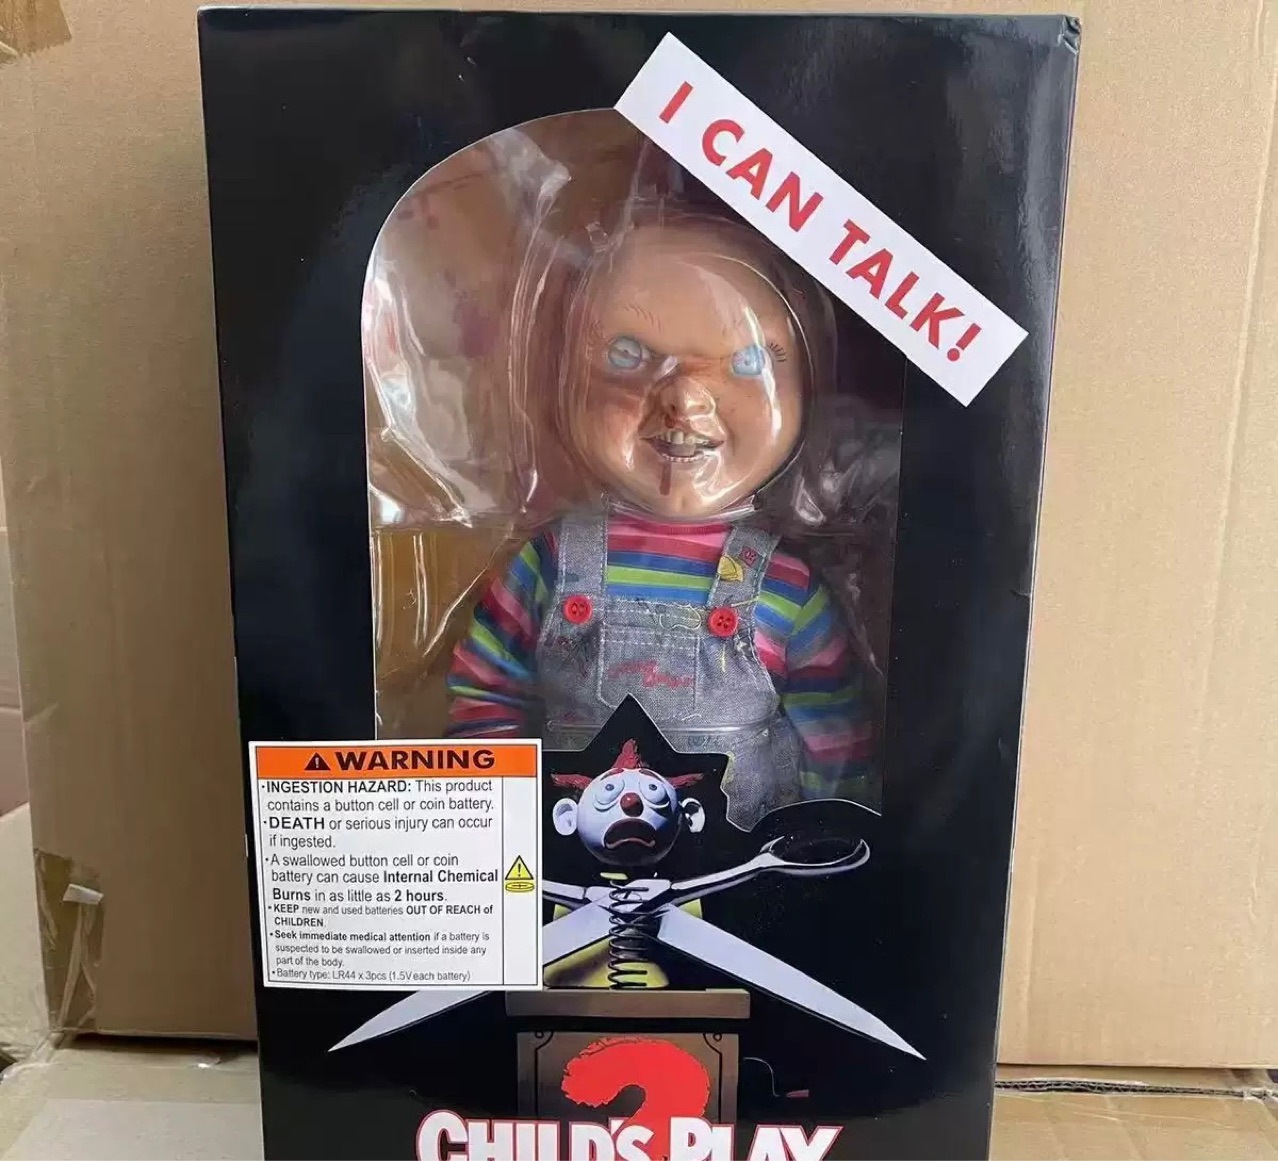 I CAN TALK!
WARNING
•INGESTION HAZARD: This product
contains a button cell or coin battery.
•DEATH or serious injury can occur
if ingested.
•A swallowed button cell or coin
battery can cause Internal Chemical
Burns in as little as 2 hours.
•KEEP new and used batteries OUT OF REACH of
CHILDREN.
•Seek immediate medical attention if a battery is
suspected to be swallowed or inserted inside any
part of the body.
•Battery type: LR44 x 3pcs (1.5V each battery)
2
CHILD'S PLAY